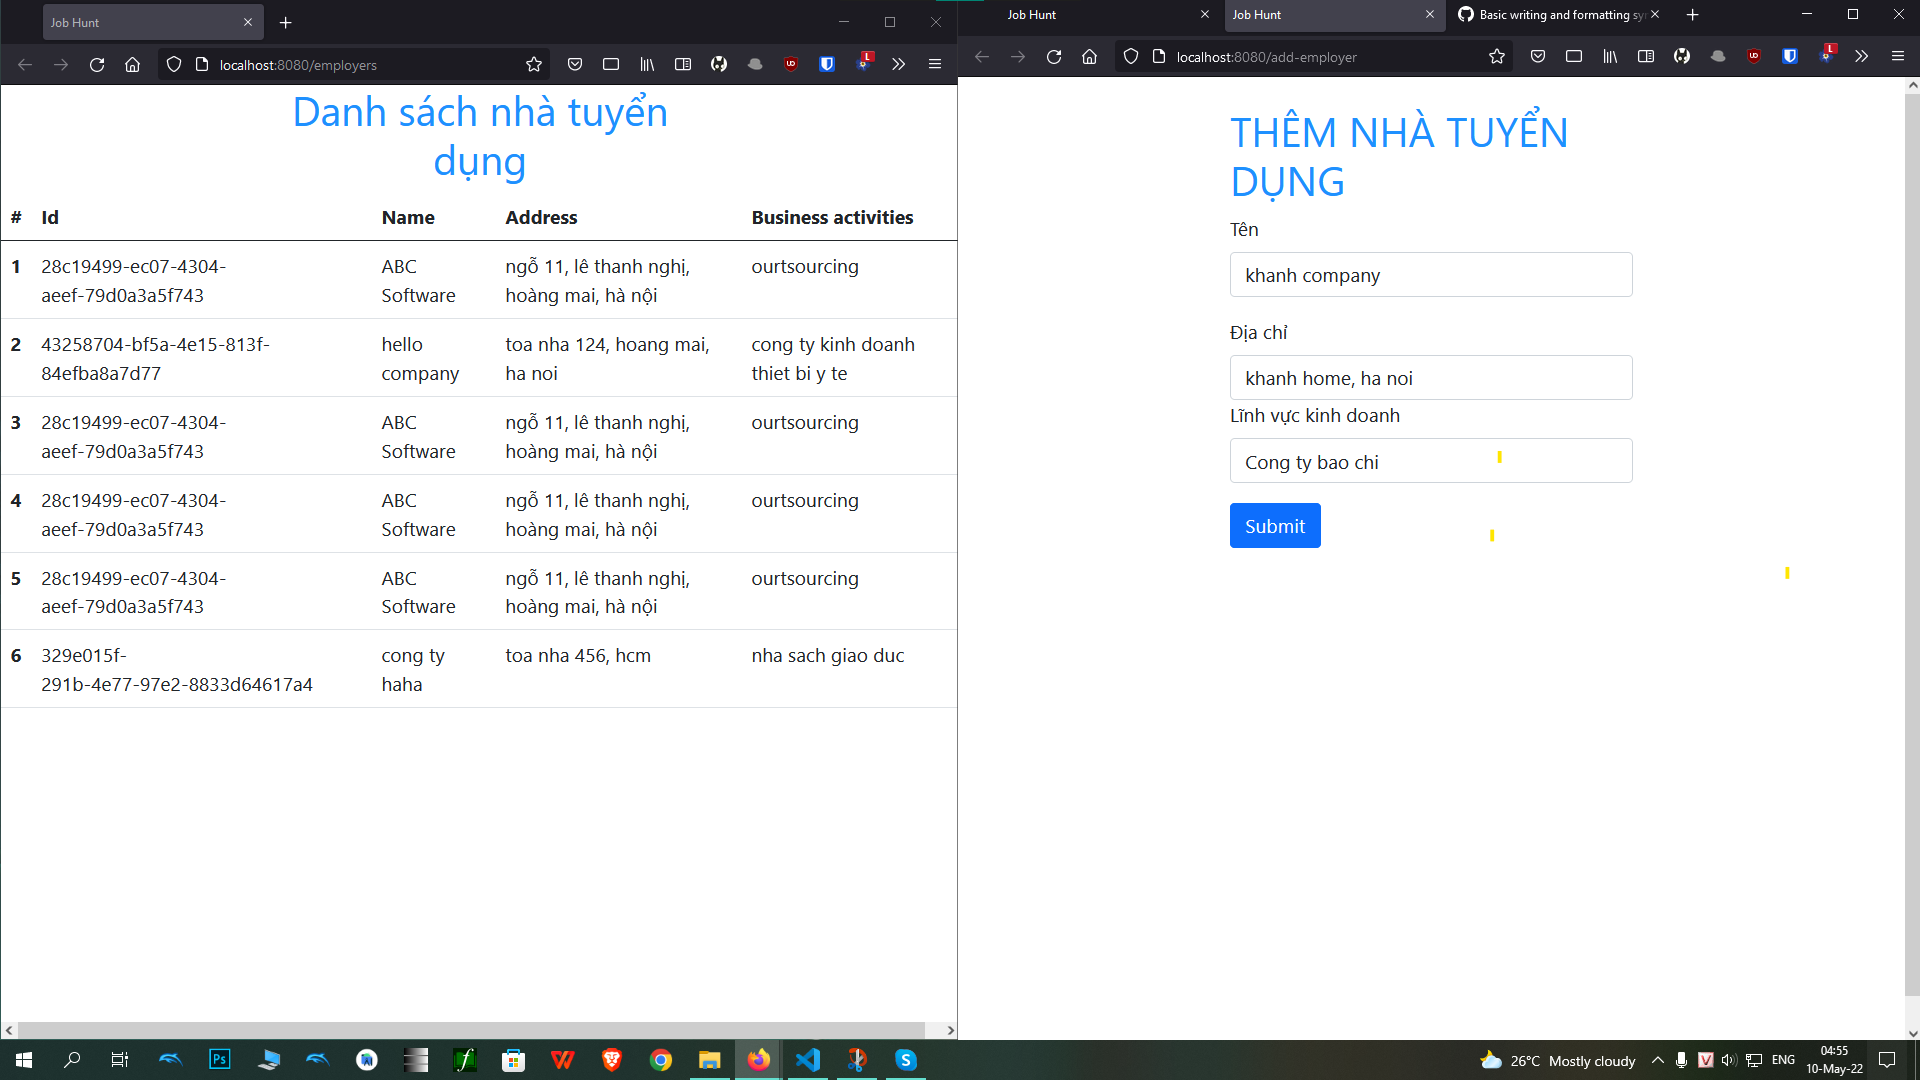 Job Hunt
localhost:8080/employers
Danh sách nhà tuyển
dụng
# Id Name Address Business activities
1 28c19499-ec07-4304- ABC ngỗ 11, lê thanh nghị, ourtsourcing
aeef-79d0a3a5f743 Software hoàng mai, hà nội
2 43258704-bf5a-4e15-813f- hello toa nha 124, hoang mai, cong ty kinh doanh
84efba8a7d77 company ha noi thiet bi y te
3 28c19499-ec07-4304- ABC ngỗ 11, lê thanh nghị, ourtsourcing
aeef-79d0a3a5f743 Software hoàng mai, hà nội
4 28c19499-ec07-4304- ABC ngỗ 11, lê thanh nghị, ourtsourcing
aeef-79d0a3a5f743 Software hoàng mai, hà nội
5 28c19499-ec07-4304- ABC ngỗ 11, lê thanh nghị, ourtsourcing
aeef-79d0a3a5f743 Software hoàng mai, hà nội
6 329e015f- cong ty toa nha 456, hcm nha sach giao duc
291b-4e77-97e2-8833d64617a4 haha
Job Hunt Job Hunt Basic writing and formatting
localhost:8080/add-employer
THÊM NHÀ TUYỂN
DỤNG
Tên
khanh company
Địa chỉ
khanh home, ha noi
Lĩnh vực kinh doanh
Cong ty bao chi
Submit
26°C Mostly cloudy ENG 04:55
10-May-22